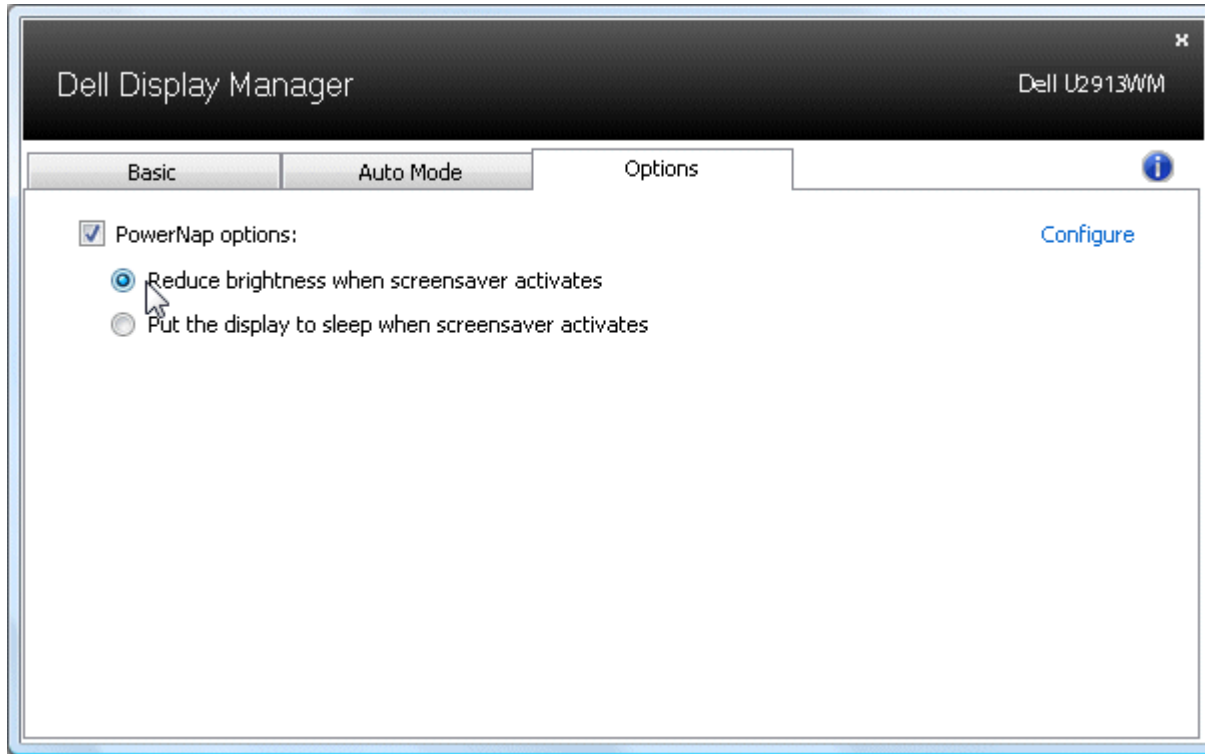 Dell Display Manager
Dell U2913WM
Basic
Auto Mode
Options
PowerNap options:
Configure
Reduce brightness when screensaver activates
Put the display to sleep when screensaver activates